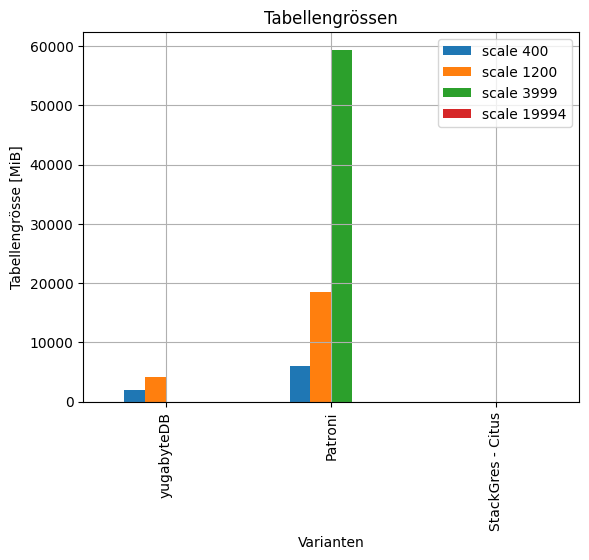 Tabellengrössen
Tabellengrösse [MiB]
60000
50000
40000
30000
20000
10000
0
scale 400
scale 1200
scale 3999
scale 19994
yugabyteDB
Patroni
StackGres - Citus
Varianten